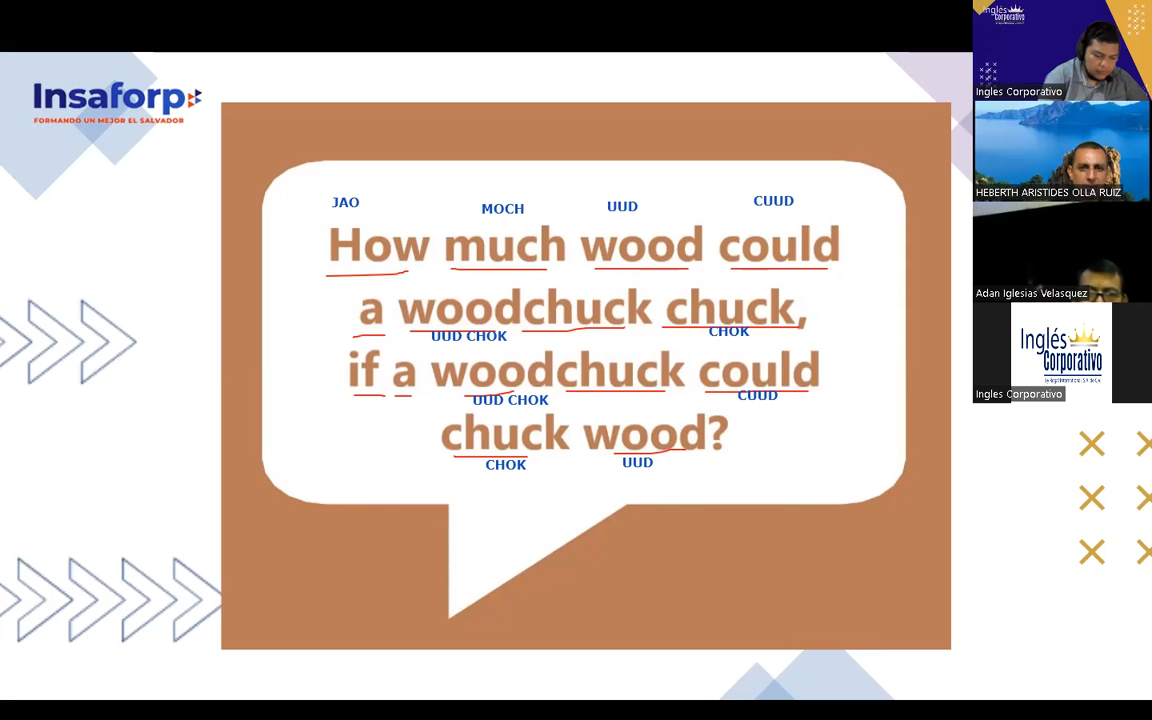 Insaforp
FORMANDO UN MEJOR EL SALVADOR
JAO MOCH UUD CUUD
How much wood could
a woodchuck chuck,
UUD CHOK CHOK
if a woodchuck could
UUD CHOK CUUD
chuck wood?
CHOK UUD
Inglés
Corporativo
Ingles Corporativo
HEBERTH ARISTIDES OLLA RUIZ
Adan Iglesias Velasquez
Inglés
Corporativo
Ingles Corporativo